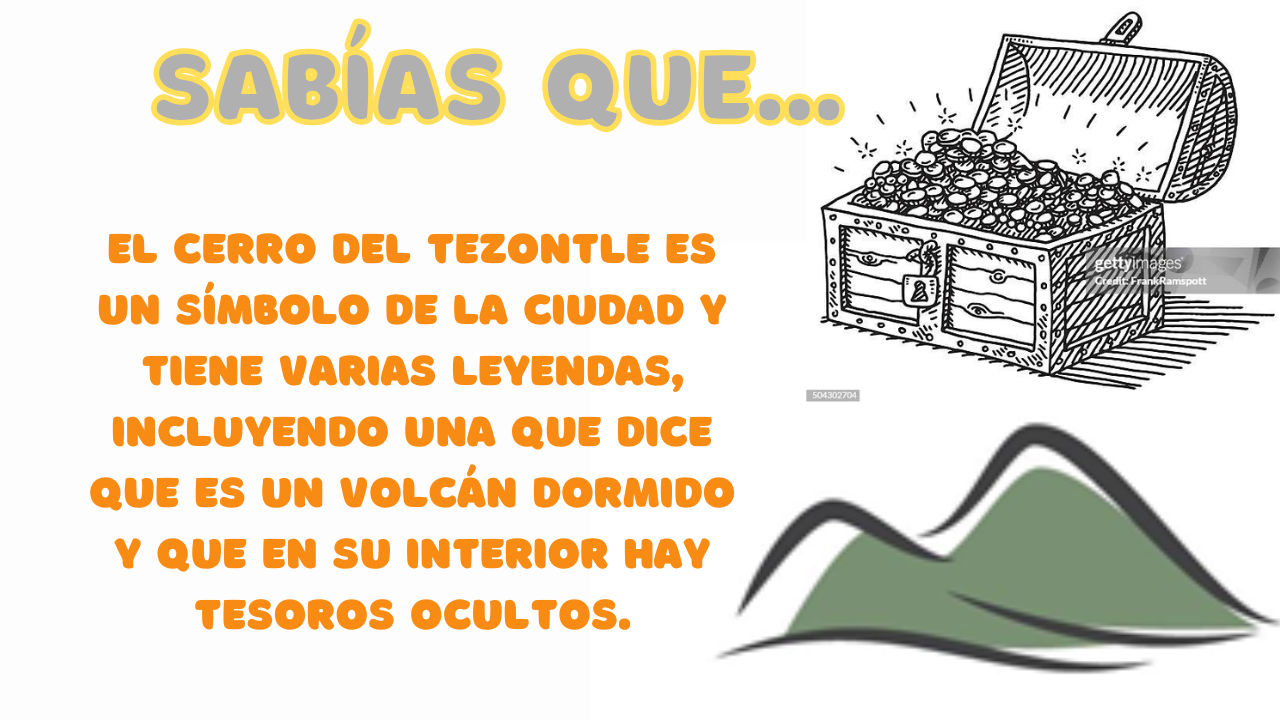 SABÍAS QUE...
EL CERRO DEL TEZONTLE ES
UN SÍMBOLO DE LA CIUDAD Y
TIENE VARIAS LEYENDAS,
INCLUYENDO UNA QUE DICE
QUE ES UN VOLCÁN DORMIDO
Y QUE EN SU INTERIOR HAY
TESOROS OCULTOS.
gettyimages
Credit: FrankRamspott
504302704